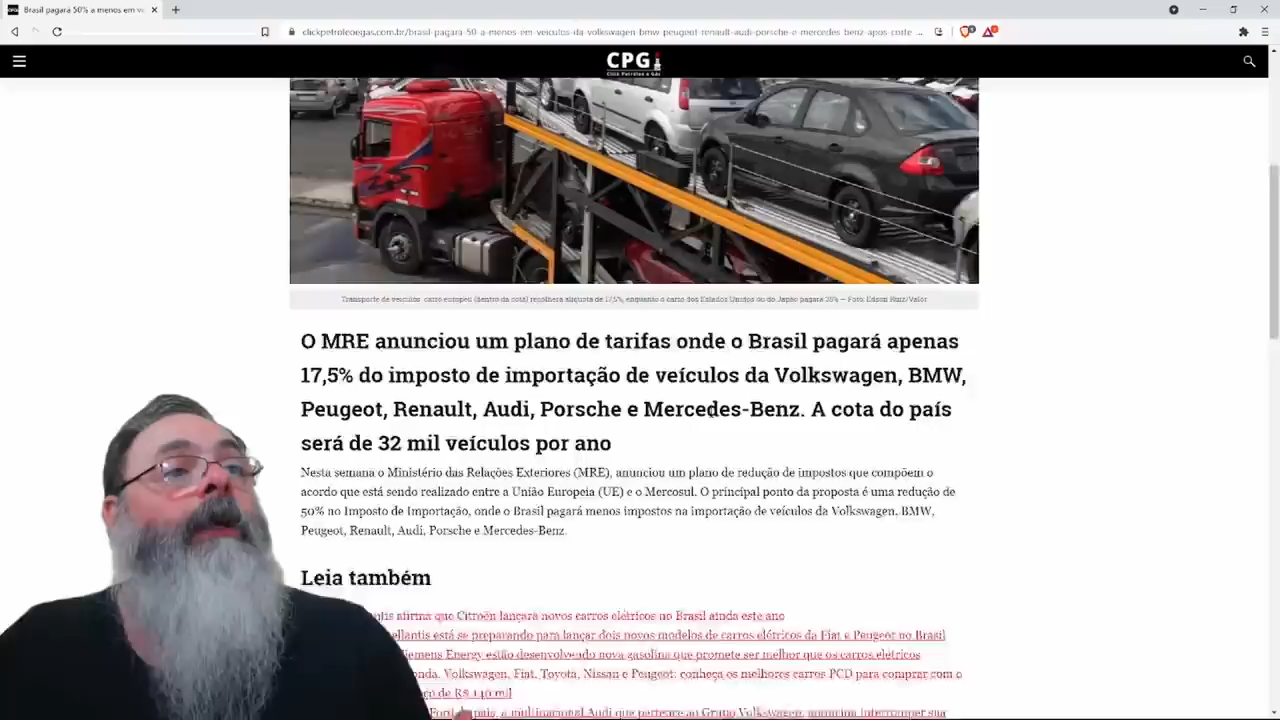 Brasil pagará 50% a menos em ve
clickpetroleoegas.com.br/brasil-pagara-50-a-menos-em-veiculos-da-volkswagen-bmw-peugeot-renault-audi-porsche-e-mercedes-benz-apos-corte ...
CPG
Click Petróleo e Gás
Transporte de veículos: carro europeu (dentro da cota) recolherá alíquota de 17,5%, enquanto o carro dos Estados Unidos ou do Japão pagará 35% — Foto: Edson Ruiz/Valor
O MRE anunciou um plano de tarifas onde o Brasil pagará apenas
17,5% do imposto de importação de veículos da Volkswagen, BMW,
Peugeot, Renault, Audi, Porsche e Mercedes-Benz. A cota do país
será de 32 mil veículos por ano
Nesta semana o Ministério das Relações Exteriores (MRE), anunciou um plano de redução de impostos que compõem o
acordo que está sendo realizado entre a União Europeia (UE) e o Mercosul. O principal ponto da proposta é uma redução de
50% no Imposto de Importação, onde o Brasil pagará menos impostos na importação de veículos da Volkswagen, BMW,
Peugeot, Renault, Audi, Porsche e Mercedes-Benz.
Leia também
ntis afirma que Citroën lançará novos carros elétricos no Brasil ainda este ano
ellantis está se preparando para lançar dois novos modelos de carros elétricos da Fiat e Peugeot no Brasil
iemens Energy estão desenvolvendo nova gasolina que promete ser melhor que os carros elétricos
onda, Volkswagen, Fiat, Toyota, Nissan e Peugeot: conheça os melhores carros PCD para comprar com o
ço de R$ 140 mil
Ford, a multinacional Audi que pertence ao Grupo Volkswagen, anuncia interromper sua